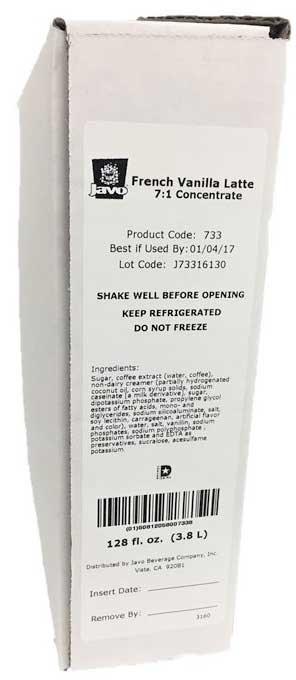 Javo
French Vanilla Latte
7:1 Concentrate
Product Code: 733
Best if Used By: 01/04/17
Lot Code: J73316130
SHAKE WELL BEFORE OPENING
KEEP REFRIGERATED
DO NOT FREEZE
Ingredients:
Sugar, coffee extract (water, coffee),
non-dairy creamer (partially hydrogenated
coconut oil, corn syrup solids, sodium
caseinate (a milk derivative), sugar,
dipotassium phosphate, propylene glycol
esters of fatty acids, mono- and
diglycerides, sodium silicoaluminate, salt,
soy lecithin, carrageenan, artificial flavor
and color), water, salt, vanillin, sodium
phosphates, sodium polyphosphate,
potassium sorbate and EDTA as
preservatives, sucralose, acesulfame
potassium.
D
(01)60812058007338
128 fl. oz. (3.8 L)
Distributed by Javo Beverage Company, Inc.
Vista, CA 92081
Insert Date:
Remove By:
3160